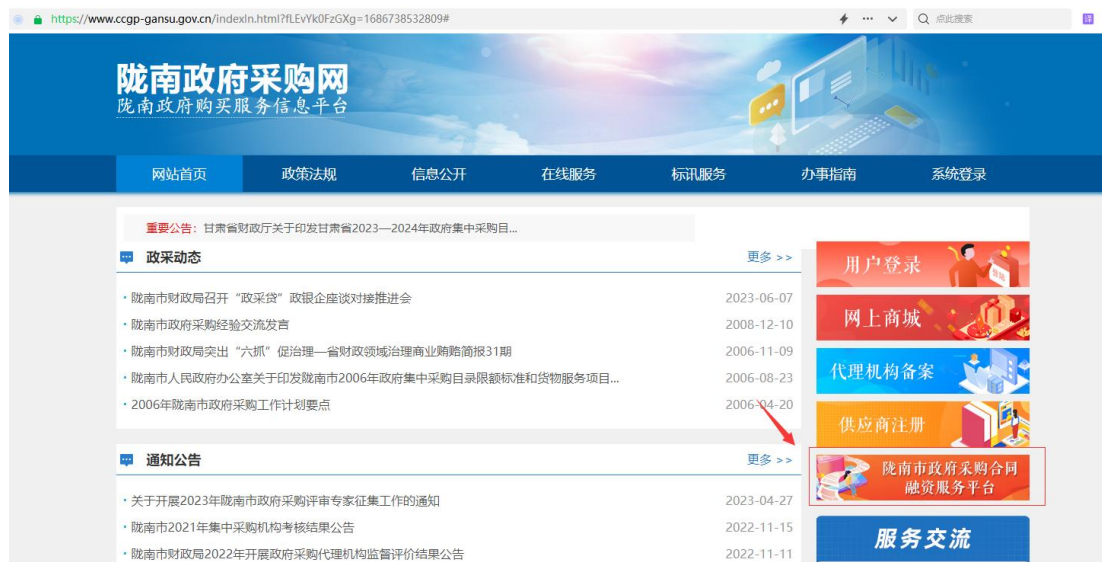 https://www.ccgp-gansu.gov.cn/indexIn.html?fLEvYk0FzGXg=1686738532809#
点此搜索
译
陇南政府采购网
陇南政府购买服务信息平台
网站首页 政策法规 信息公开 在线服务 标讯服务 办事指南 系统登录
重要公告：甘肃省财政厅关于印发甘肃省2023—2024年政府集中采购目...
政采动态 更多 >>
陇南市财政局召开“政采贷”政银企座谈对接推进会 2023-06-07
陇南市政府采购经验交流发言 2008-12-10
陇南市财政局突出“六抓”促治理—省财政领域治理商业贿赂简报31期 2006-11-09
陇南市人民政府办公室关于印发陇南市2006年政府集中采购目录限额标准和货物服务项目... 2006-08-23
2006年陇南市政府采购工作计划要点 2006-04-20
通知公告 更多 >>
关于开展2023年陇南市政府采购评审专家征集工作的通知 2023-04-27
陇南市2021年集中采购机构考核结果公告 2022-11-15
陇南市财政局2022年开展政府采购代理机构监督评价结果公告 2022-11-11
用户登录
网上商城
代理机构备案
供应商注册
陇南市政府采购合同
融资服务平台
服务交流